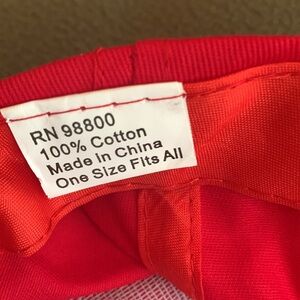 RN 98800
100% Cotton
Made In China
One Size Fits All